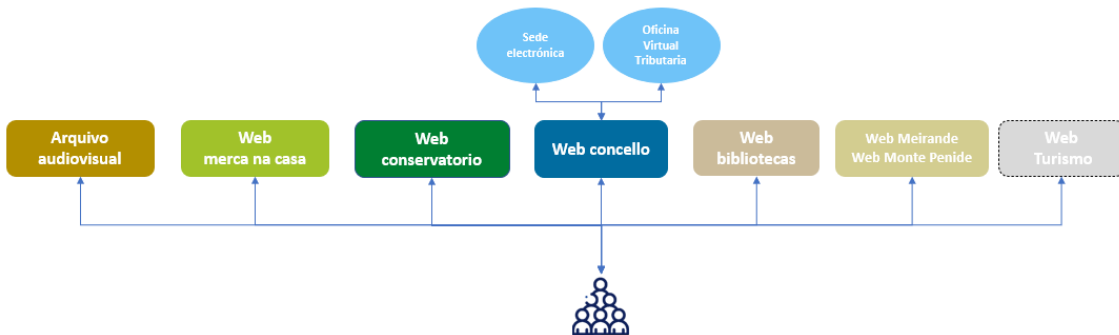 Sede
electrónica
Oficina
Virtual
Tributaria
Arquivo
audiovisual
Web
merca na casa
Web
conservatorio
Web concello
Web
bibliotecas
Web Meirande
Web Monte Penide
Web
Turismo